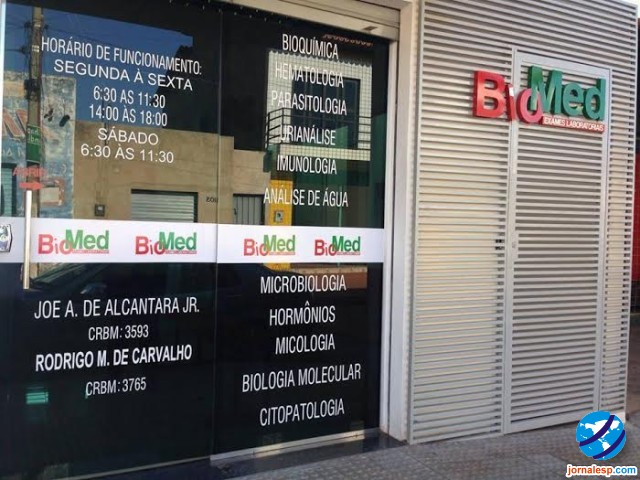 HORÁRIO DE FUNCIONAMENTO:
SEGUNDA À SEXTA
6:30 ÀS 11:30
14:00 ÀS 18:00
SÁBADO
6:30 ÀS 11:30
BIOQUÍMICA
HEMATOLOGIA
PARASITOLOGIA
URIANÁLISE
IMUNOLOGIA
ANÁLISE DE ÁGUA
BioMed
EXAMES LABORATORIAIS
BioMed
BioMed
BioMed
BioMed
JOE A. DE ALCANTARA JR.
CRBM: 3593
RODRIGO M. DE CARVALHO
CRBM: 3765
MICROBIOLOGIA
HORMÔNIOS
MICOLOGIA
BIOLOGIA MOLECULAR
CITOPATOLOGIA
jornalesp.com